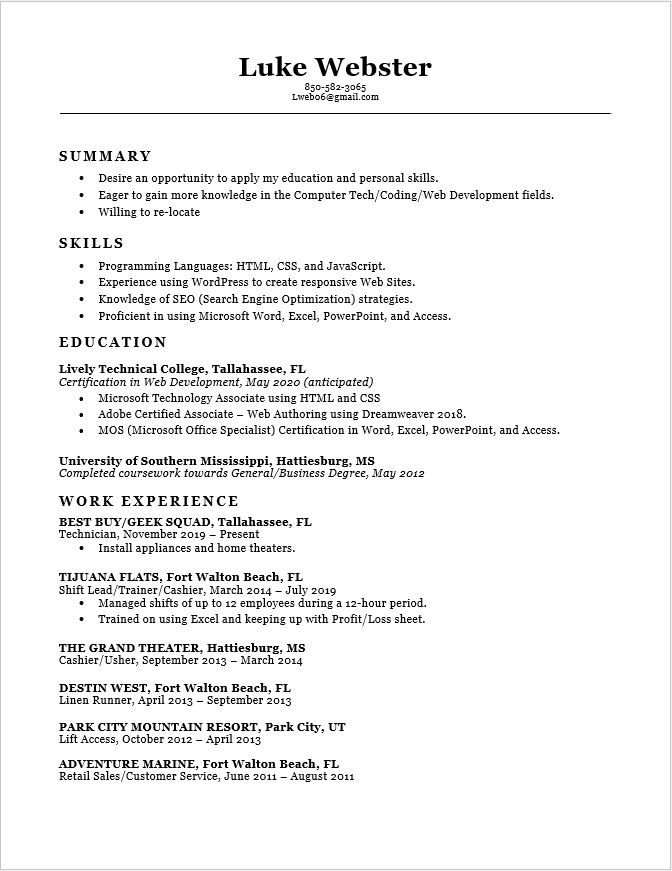 Luke Webster
850-582-3065
Lweb06@gmail.com
SUMMARY
• Desire an opportunity to apply my education and personal skills.
• Eager to gain more knowledge in the Computer Tech/Coding/Web Development fields.
• Willing to re-locate
SKILLS
• Programming Languages: HTML, CSS, and JavaScript.
• Experience using WordPress to create responsive Web Sites.
• Knowledge of SEO (Search Engine Optimization) strategies.
• Proficient in using Microsoft Word, Excel, PowerPoint, and Access.
EDUCATION
Lively Technical College, Tallahassee, FL
Certification in Web Development, May 2020 (anticipated)
• Microsoft Technology Associate using HTML and CSS
• Adobe Certified Associate – Web Authoring using Dreamweaver 2018.
• MOS (Microsoft Office Specialist) Certification in Word, Excel, PowerPoint, and Access.
University of Southern Mississippi, Hattiesburg, MS
Completed coursework towards General/Business Degree, May 2012
WORK EXPERIENCE
BEST BUY/GEEK SQUAD, Tallahassee, FL
Technician, November 2019 – Present
• Install appliances and home theaters.
TIJUANA FLATS, Fort Walton Beach, FL
Shift Lead/Trainer/Cashier, March 2014 – July 2019
• Managed shifts of up to 12 employees during a 12-hour period.
• Trained on using Excel and keeping up with Profit/Loss sheet.
THE GRAND THEATER, Hattiesburg, MS
Cashier/Usher, September 2013 – March 2014
DESTIN WEST, Fort Walton Beach, FL
Linen Runner, April 2013 – September 2013
PARK CITY MOUNTAIN RESORT, Park City, UT
Lift Access, October 2012 – April 2013
ADVENTURE MARINE, Fort Walton Beach, FL
Retail Sales/Customer Service, June 2011 – August 2011